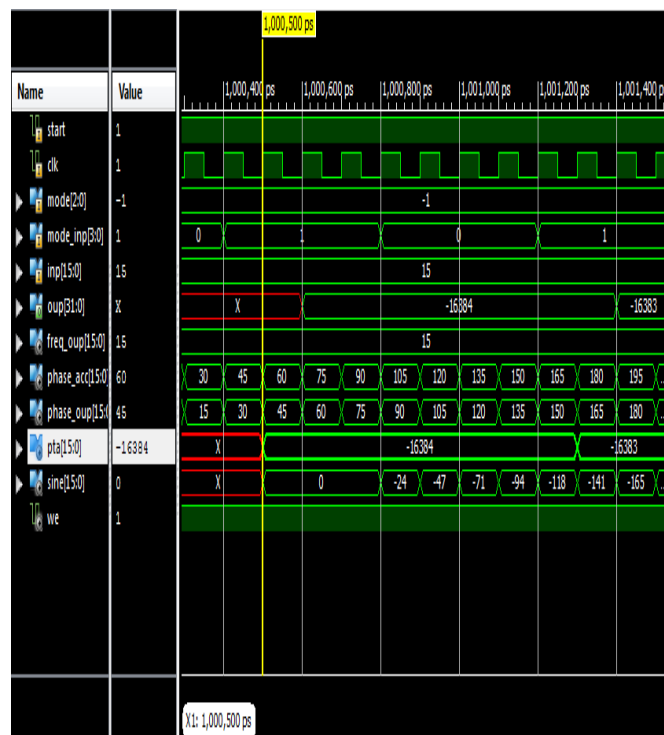 1,000,500 ps
Name Value
1,000,400 ps 1,000,600 ps 1,000,800 ps 1,001,000 ps 1,001,200 ps 1,001,400 p
start 1
clk 1
mode[2:0] -1 -1
mode_inp[3:0] 1 0 1 0 1
inp[15:0] 15 15
oup[31:0] X X -16384 -16383
freq_oup[15:0] 15 15
phase_acc[15:0] 60 30 45 60 75 90 105 120 135 150 165 180 195 ...
phase_oup[15:( 45 15 30 45 60 75 90 105 120 135 150 165 180 ...
pta[15:0] -16384 X -16384 -16383
sine[15:0] 0 X 0 -24 -47 -71 -94 -118 -141 -165 ...
we 1
X1: 1,000,500 ps